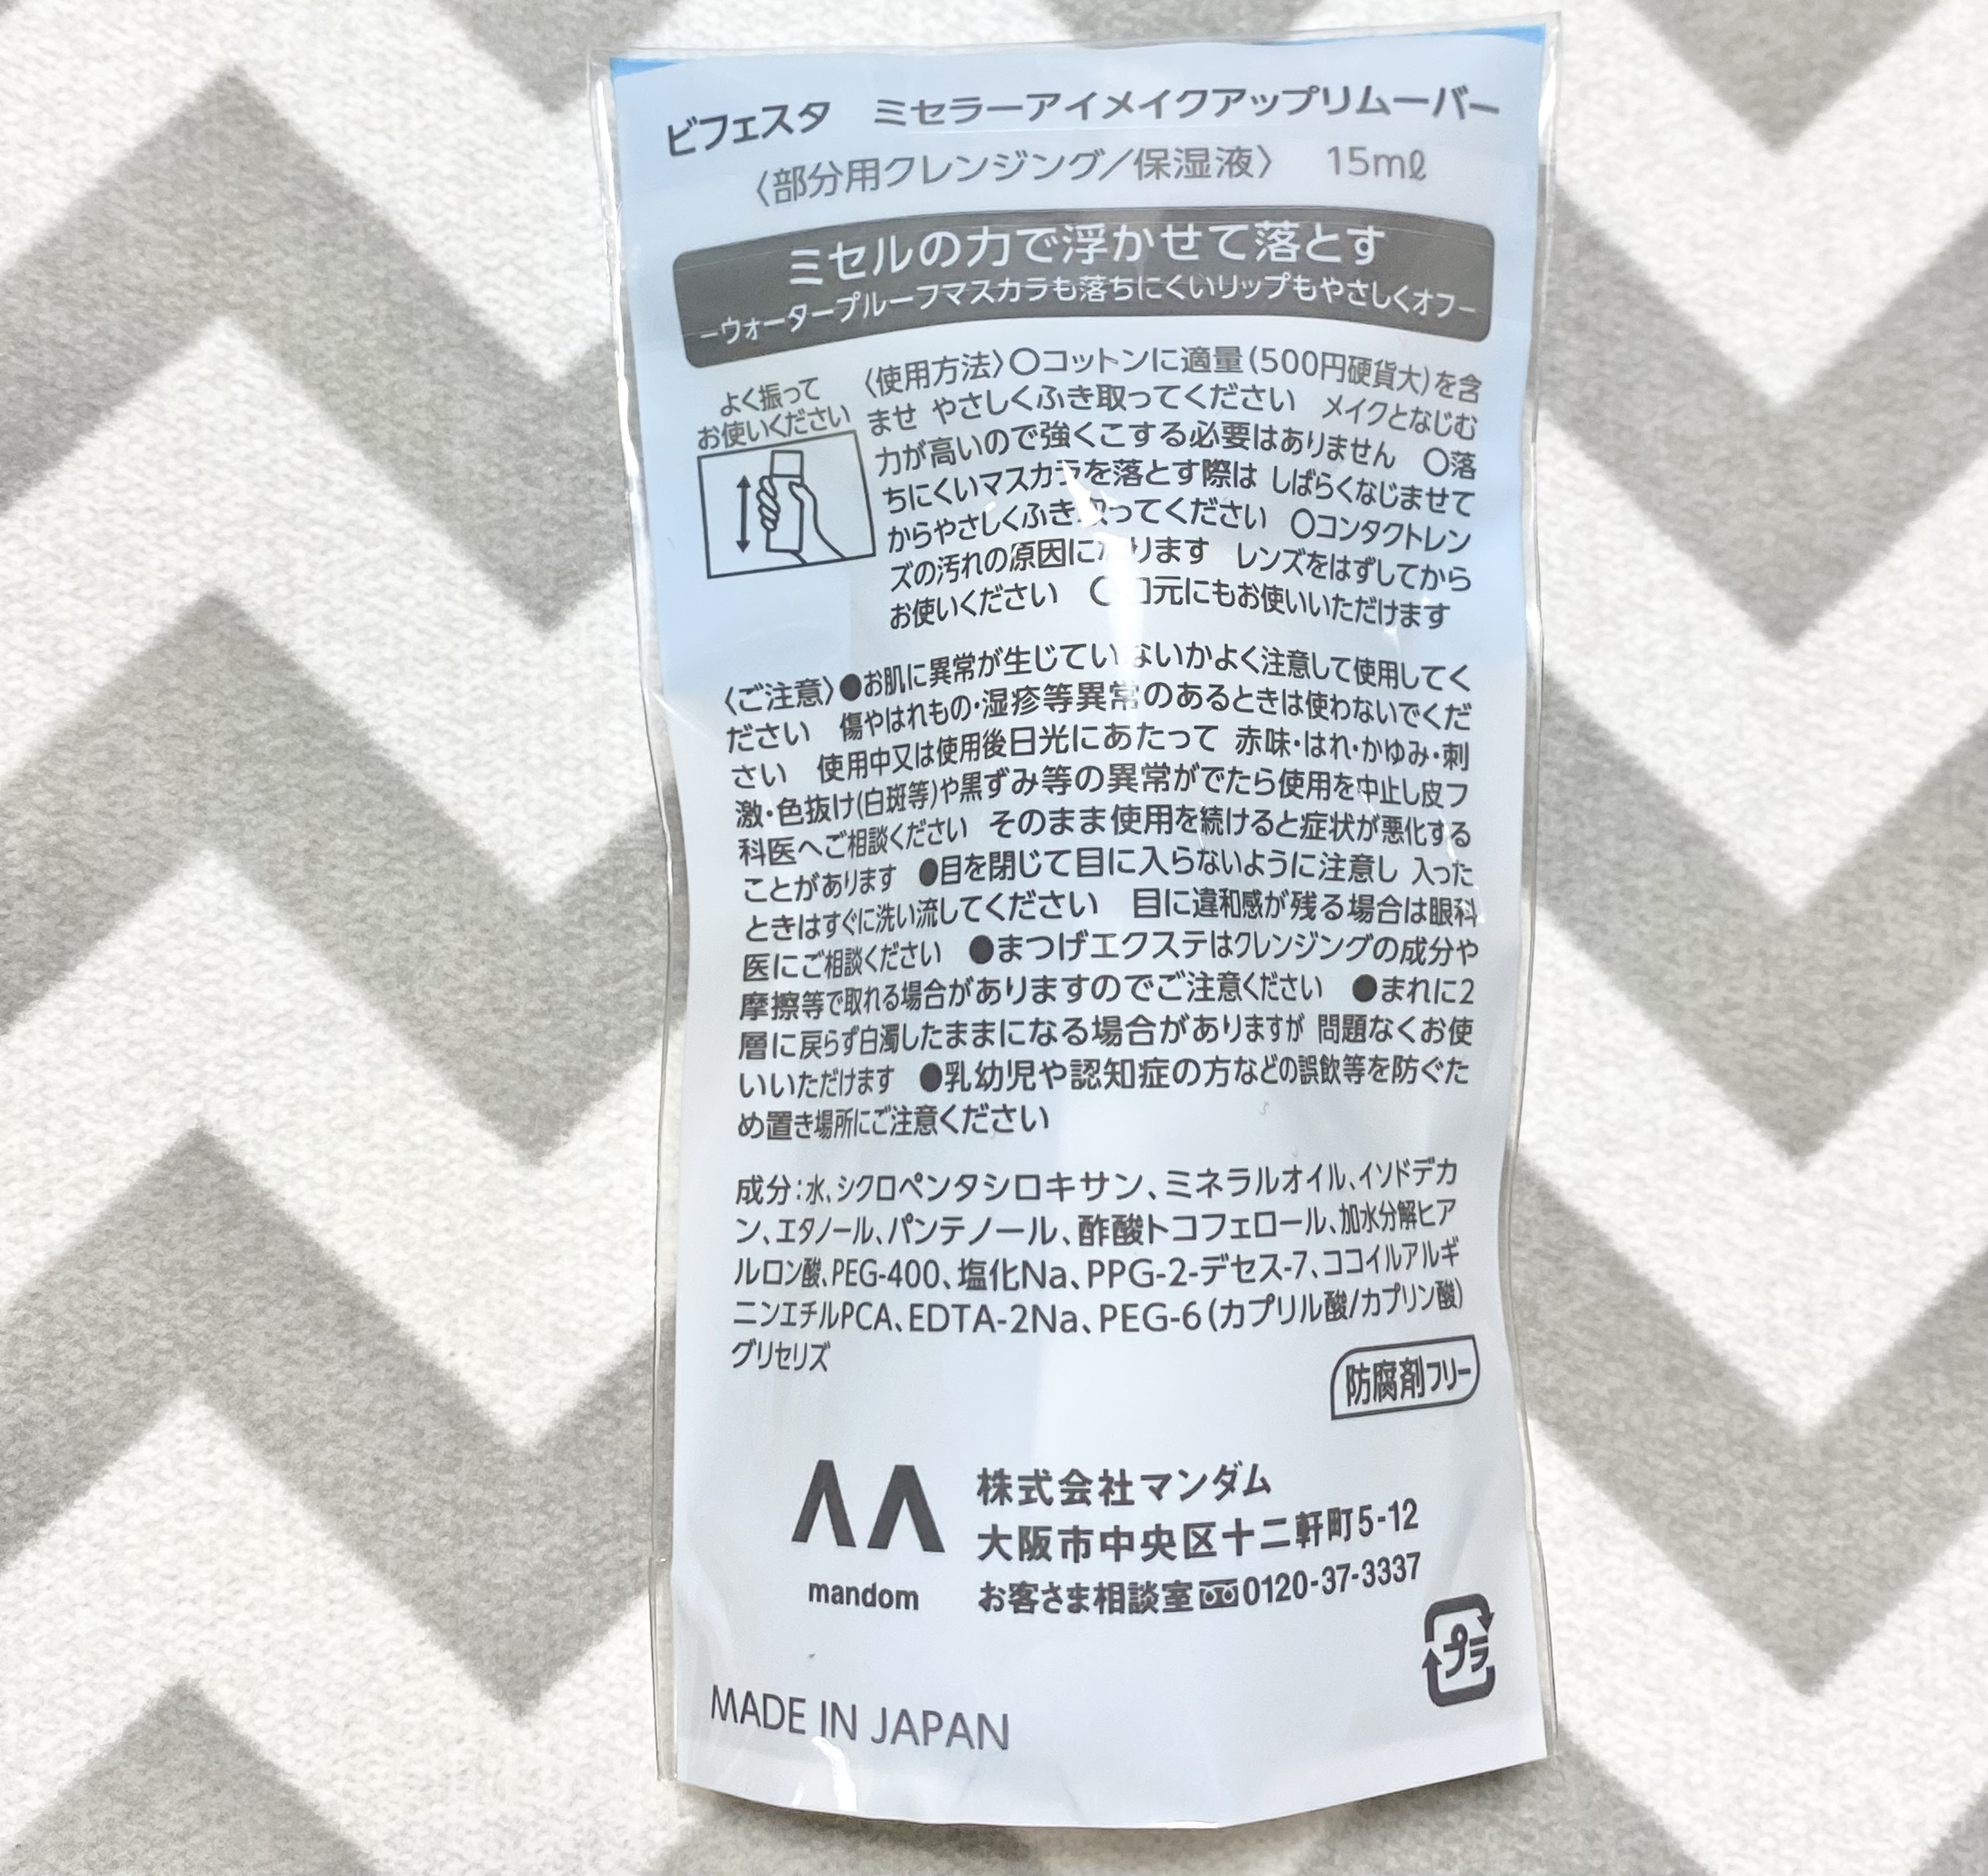 ビフェスタ　ミセラーアイメイクアップリムーバー
〈部分用クレンジング／保湿液〉　15mℓ
ミセルの力で浮かせて落とす
−ウォータープルーフマスカラも落ちにくいリップもやさしくオフ−
よく振って
お使いください
〈使用方法〉○コットンに適量（500円硬貨大）を含
ませ やさしくふき取ってください　メイクとなじむ
力が高いので強くこする必要はありません　○落
ちにくいマスカラを落とす際は しばらくなじませて
からやさしくふき取ってください　○コンタクトレン
ズの汚れの原因になります　レンズをはずしてから
お使いください　○口元にもお使いいただけます
〈ご注意〉●お肌に異常が生じていないかよく注意して使用してく
ださい　傷やはれもの・湿疹等異常のあるときは使わないでくだ
さい　使用中又は使用後日光にあたって 赤味・はれ・かゆみ・刺
激・色抜け（白斑等）や黒ずみ等の異常がでたら使用を中止し皮フ
科医へご相談ください　そのまま使用を続けると症状が悪化する
ことがあります　●目を閉じて目に入らないように注意し 入った
ときはすぐに洗い流してください　目に違和感が残る場合は眼科
医にご相談ください　●まつげエクステはクレンジングの成分や
摩擦等で取れる場合がありますのでご注意ください　●まれに2
層に戻らず白濁したままになる場合がありますが 問題なくお使
いいただけます　●乳幼児や認知症の方などの誤飲等を防ぐた
め置き場所にご注意ください
成分：水、シクロペンタシロキサン、ミネラルオイル、イソドデカ
ン、エタノール、パンテノール、酢酸トコフェロール、加水分解ヒア
ルロン酸、PEG-400、塩化Na、PPG-2-デセス-7、ココイルアルギ
ニンエチルPCA、EDTA-2Na、PEG-6（カプリル酸/カプリン酸）
グリセリズ
防腐剤フリー
mandom
株式会社マンダム
大阪市中央区十二軒町5-12
お客さま相談室0120-37-3337
プラ
MADE IN JAPAN